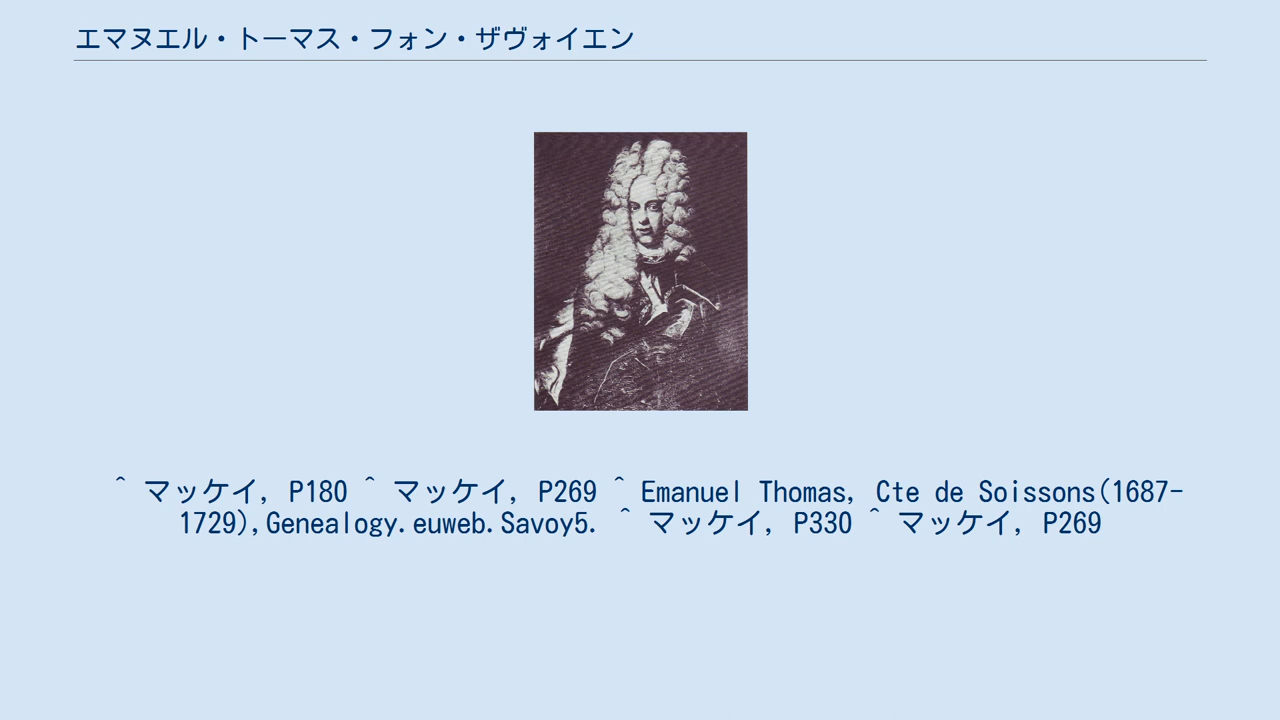 エマヌエル・トーマス・フォン・ザヴォイエン
^ マッケイ, P180 ^ マッケイ, P269 ^ Emanuel Thomas, Cte de Soissons(1687-
1729),Genealogy.euweb.Savoy5. ^ マッケイ, P330 ^ マッケイ, P269